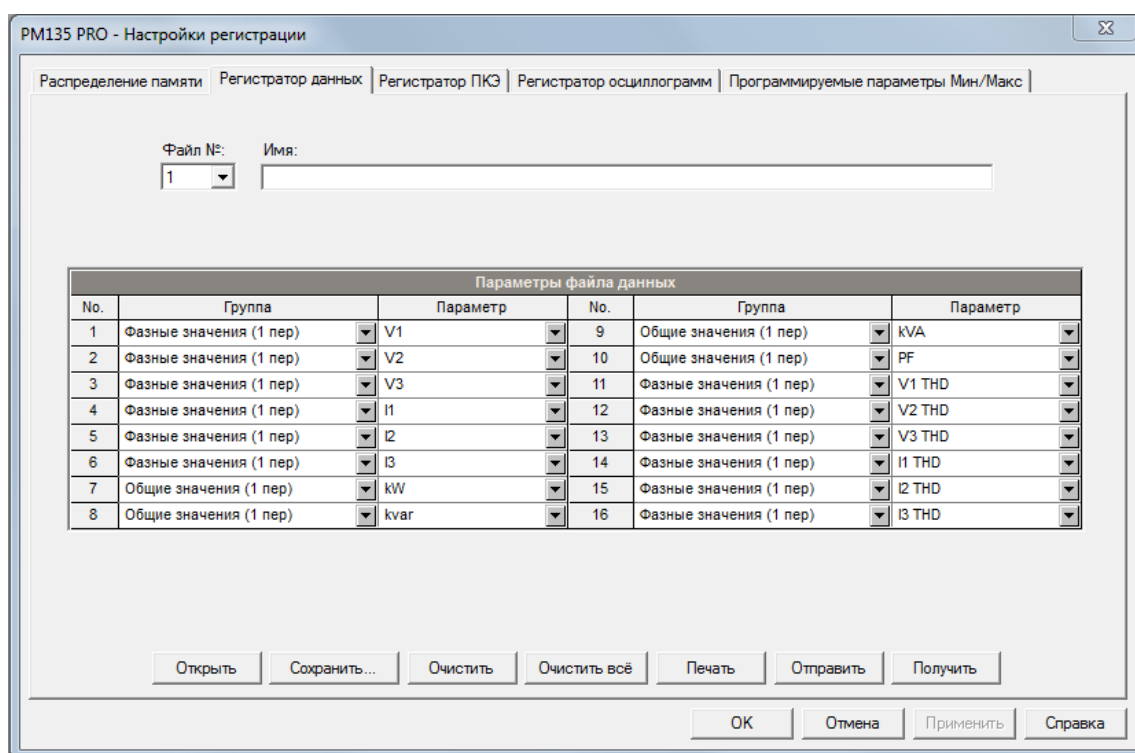 PM135 PRO - Настройки регистрации
Распределение памяти Регистратор данных Регистратор ПКЭ Регистратор осциллограмм Программируемые параметры Мин/Макс
Файл №: Имя:
1
Параметры файла данных
No. Группа Параметр No. Группа Параметр
1 Фазные значения (1 пер) V1 9 Общие значения (1 пер) kVA
2 Фазные значения (1 пер) V2 10 Общие значения (1 пер) PF
3 Фазные значения (1 пер) V3 11 Фазные значения (1 пер) V1 THD
4 Фазные значения (1 пер) I1 12 Фазные значения (1 пер) V2 THD
5 Фазные значения (1 пер) I2 13 Фазные значения (1 пер) V3 THD
6 Фазные значения (1 пер) I3 14 Фазные значения (1 пер) I1 THD
7 Общие значения (1 пер) kW 15 Фазные значения (1 пер) I2 THD
8 Общие значения (1 пер) kvar 16 Фазные значения (1 пер) I3 THD
Открыть Сохранить... Очистить Очистить всё Печать Отправить Получить
OK Отмена Применить Справка